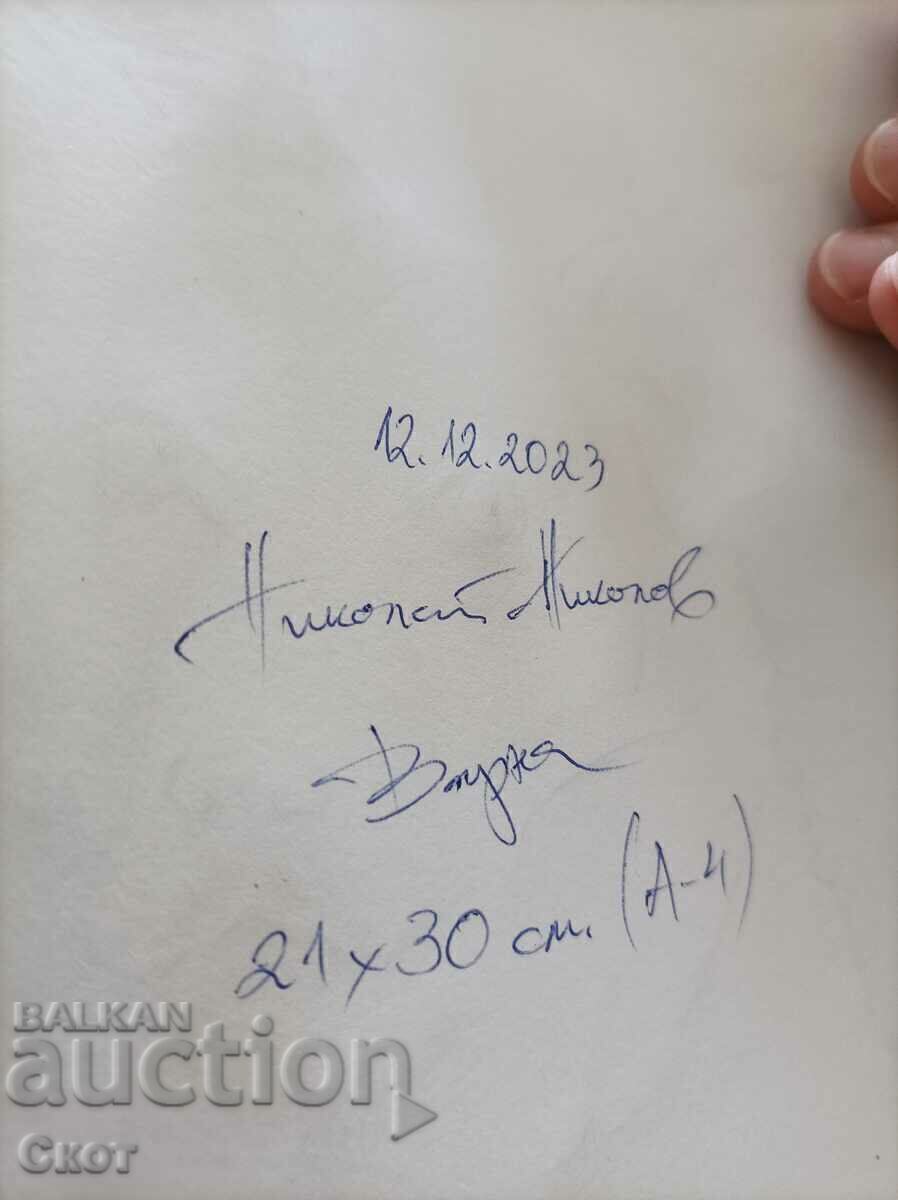 12.12.2023
Николай Николов
Варна
21 x 30 см. (А-4)
BALKAN
auction
Скот